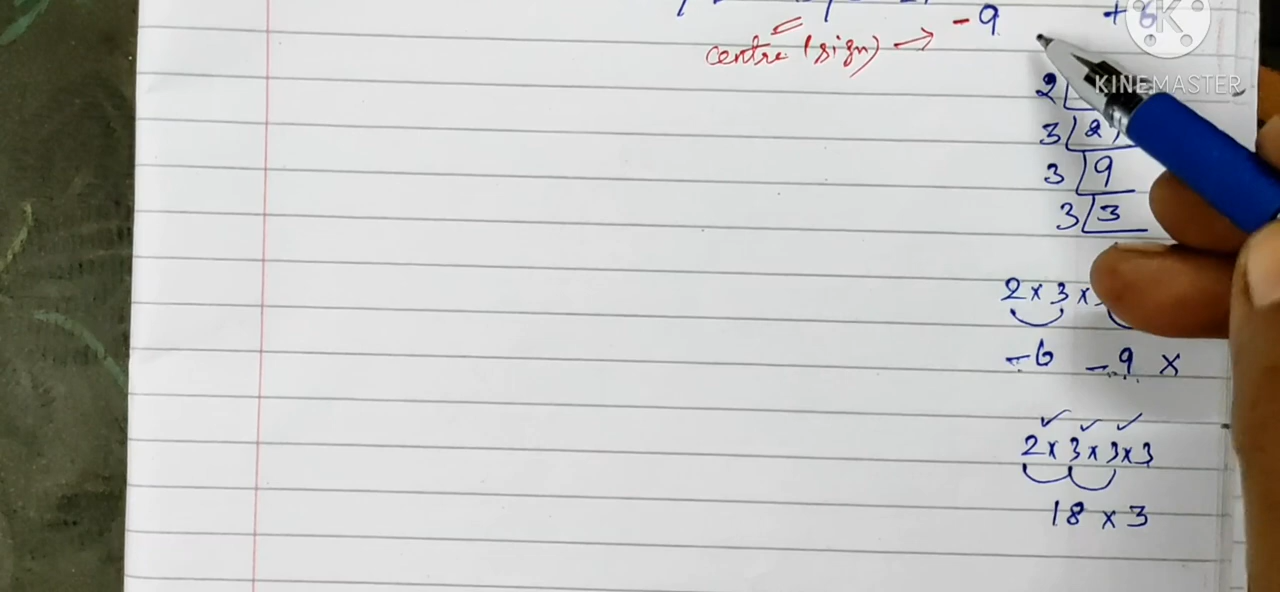 -9 +6
centre (sign) →
KINEMASTER
2
3 2
3 9
3 3
2 x 3 x
-6 -9 x
✓ ✓ ✓
2 x 3 x 3 x 3
18 x 3